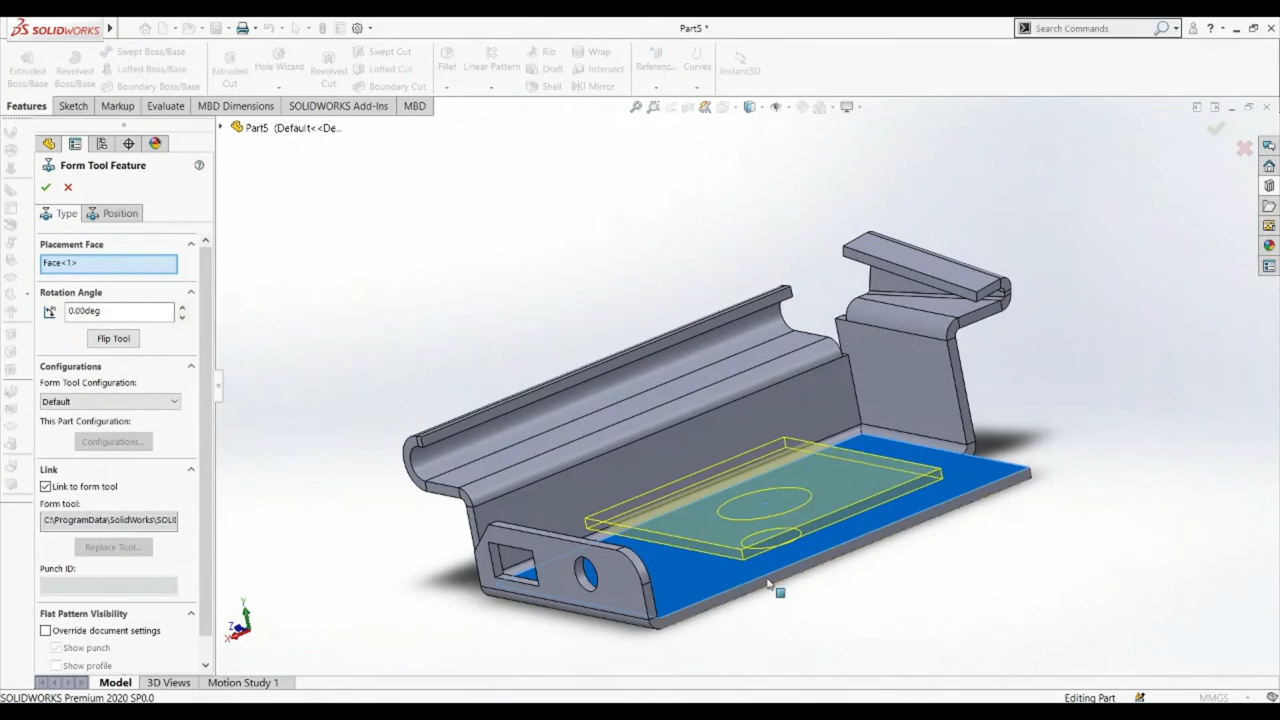 SOLIDWORKS
Part5 *
Search Commands
Extruded Boss/Base
Revolved Boss/Base
Swept Boss/Base
Lofted Boss/Base
Boundary Boss/Base
Extruded Cut
Hole Wizard
Revolved Cut
Swept Cut
Lofted Cut
Boundary Cut
Fillet
Linear Pattern
Rib
Draft
Shell
Wrap
Intersect
Mirror
Referenc...
Curves
Instant3D
Features
Sketch
Markup
Evaluate
MBD Dimensions
SOLIDWORKS Add-Ins
MBD
Part5 (Default<<De...
Form Tool Feature
Type
Position
Placement Face
Face<1>
Rotation Angle
0.00deg
Flip Tool
Configurations
Form Tool Configuration:
Default
This Part Configuration:
Configurations...
Link
Link to form tool
Form tool:
C:\ProgramData\SolidWorks\SOLI
Replace Tool...
Punch ID:
Flat Pattern Visibility
Override document settings
Show punch
Show profile
Y
Z
X
Model
3D Views
Motion Study 1
SOLIDWORKS Premium 2020 SP0.0
Editing Part
MMGS